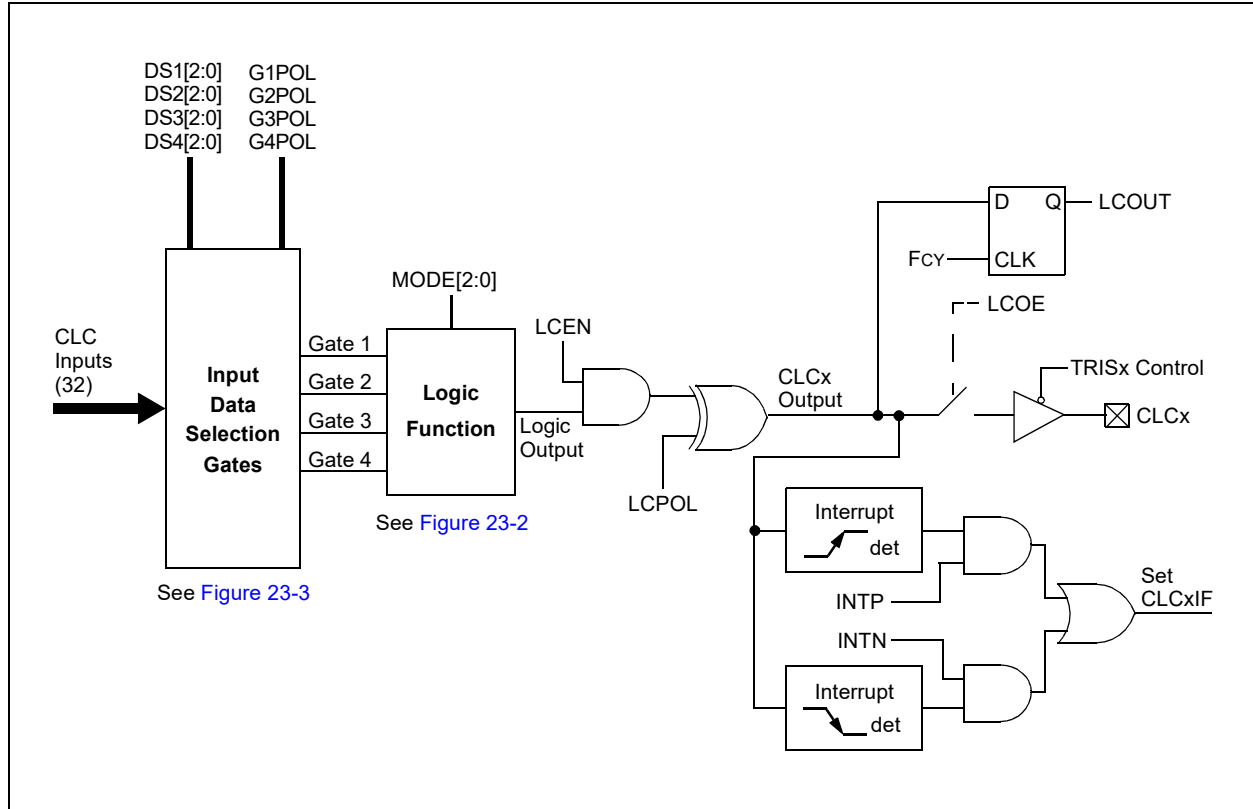 DS1[2:0] G1POL
DS2[2:0] G2POL
DS3[2:0] G3POL
DS4[2:0] G4POL
D Q LCOUT
FCY CLK
MODE[2:0]
LCOE
LCEN
CLC
Inputs
(32)
Input
Data
Selection
Gates
Gate 1
Gate 2
Gate 3
Gate 4
Logic
Function
Logic
Output
CLCx
Output
TRISx Control
CLCx
LCPOL
See Figure 23-2
See Figure 23-3
Interrupt
det
INTP
INTN
Interrupt
det
Set
CLCxIF